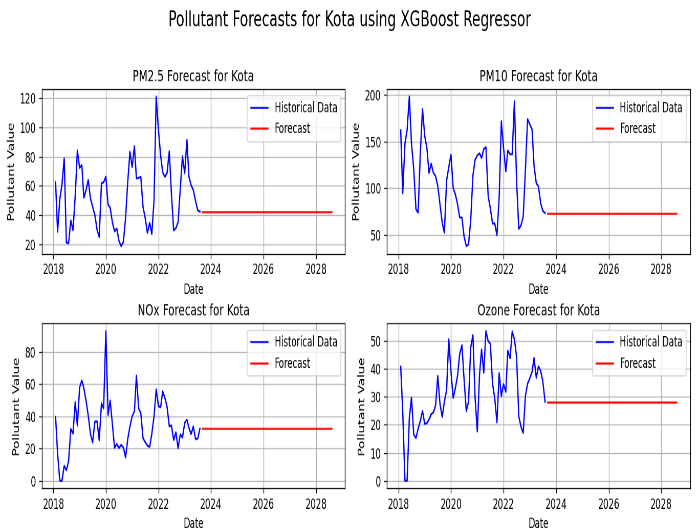 Pollutant Forecasts for Kota using XGBoost Regressor
PM2.5 Forecast for Kota
Pollutant Value
120
100
80
60
40
20
Historical Data
Forecast
2018 2020 2022 2024 2026 2028
Date
PM10 Forecast for Kota
Pollutant Value
200
150
100
50
Historical Data
Forecast
2018 2020 2022 2024 2026 2028
Date
NOx Forecast for Kota
Pollutant Value
80
60
40
20
0
Historical Data
Forecast
2018 2020 2022 2024 2026 2028
Date
Ozone Forecast for Kota
Pollutant Value
50
40
30
20
10
0
Historical Data
Forecast
2018 2020 2022 2024 2026 2028
Date